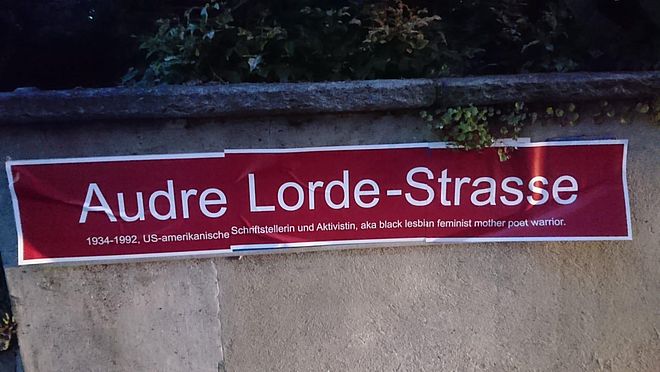 Audre Lorde-Strasse
1934-1992, US-amerikanische Schriftstellerin und Aktivistin, aka black lesbian feminist mother poet warrior.